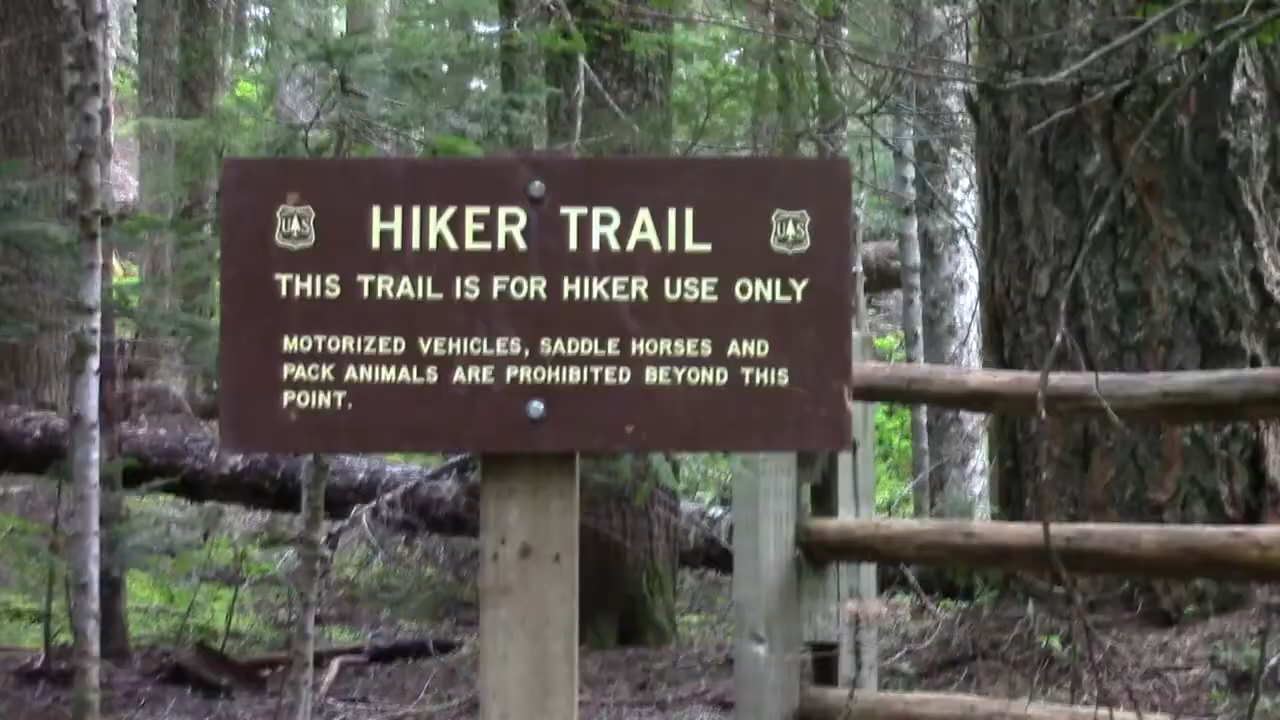 HIKER TRAIL
U S U S
THIS TRAIL IS FOR HIKER USE ONLY
MOTORIZED VEHICLES, SADDLE HORSES AND
PACK ANIMALS ARE PROHIBITED BEYOND THIS
POINT.